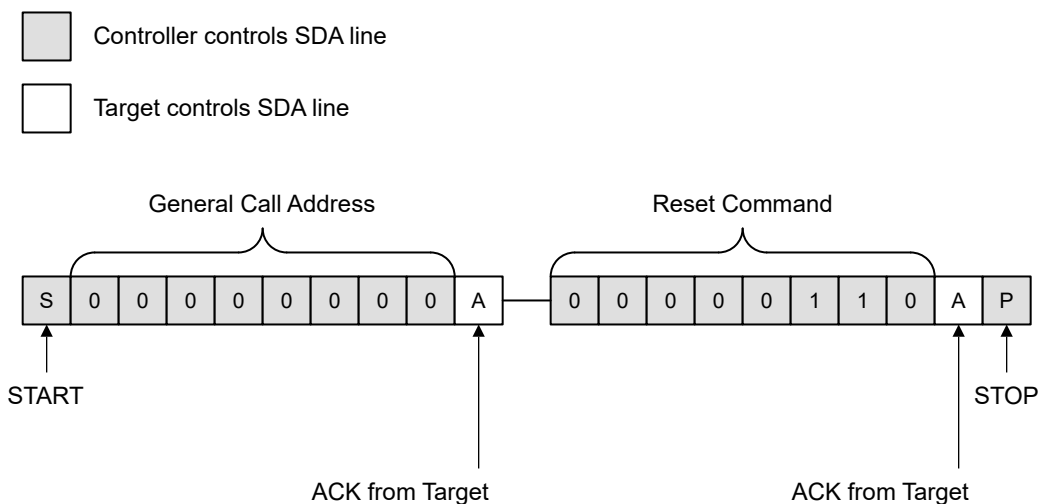 Controller controls SDA line
Target controls SDA line
General Call Address Reset Command
S 0 0 0 0 0 0 0 0 A 0 0 0 0 0 1 1 0 A P
START STOP
ACK from Target ACK from Target